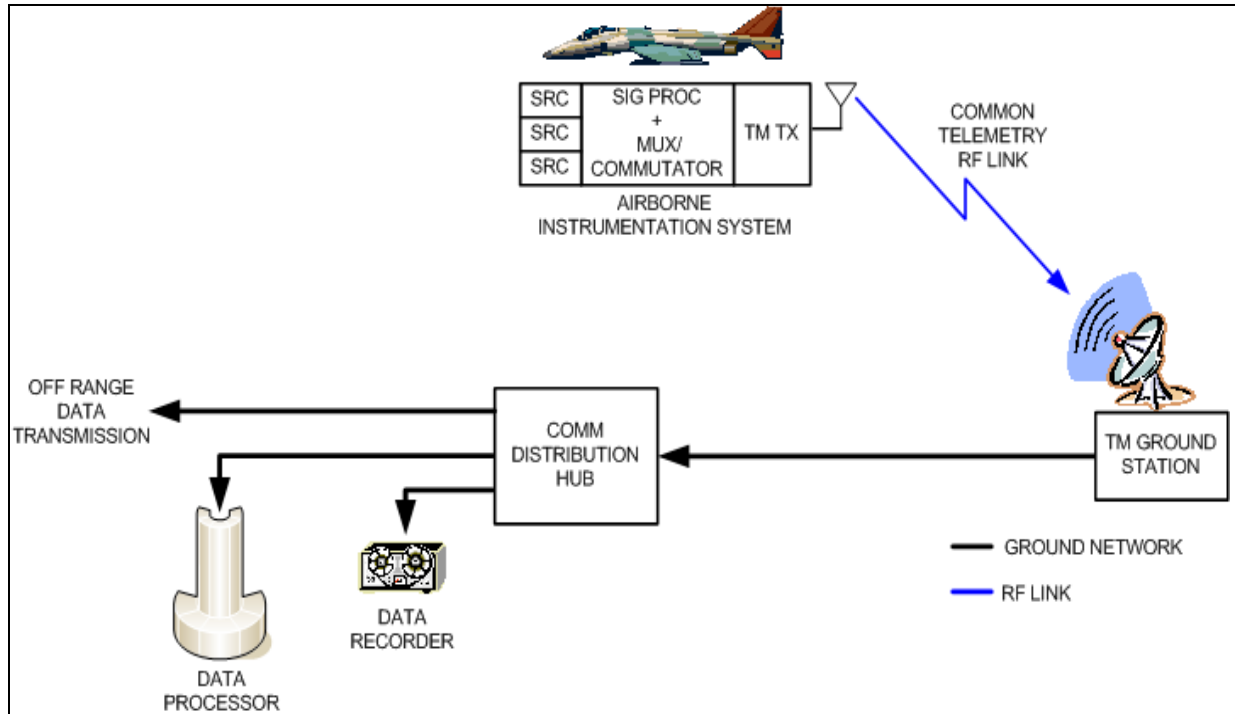 SRC
SRC
SRC
SIG PROC
+
MUX/
COMMUTATOR
TM TX
AIRBORNE
INSTRUMENTATION SYSTEM
COMMON
TELEMETRY
RF LINK
OFF RANGE
DATA
TRANSMISSION
COMM
DISTRIBUTION
HUB
TM GROUND
STATION
DATA
PROCESSOR
DATA
RECORDER
GROUND NETWORK
RF LINK